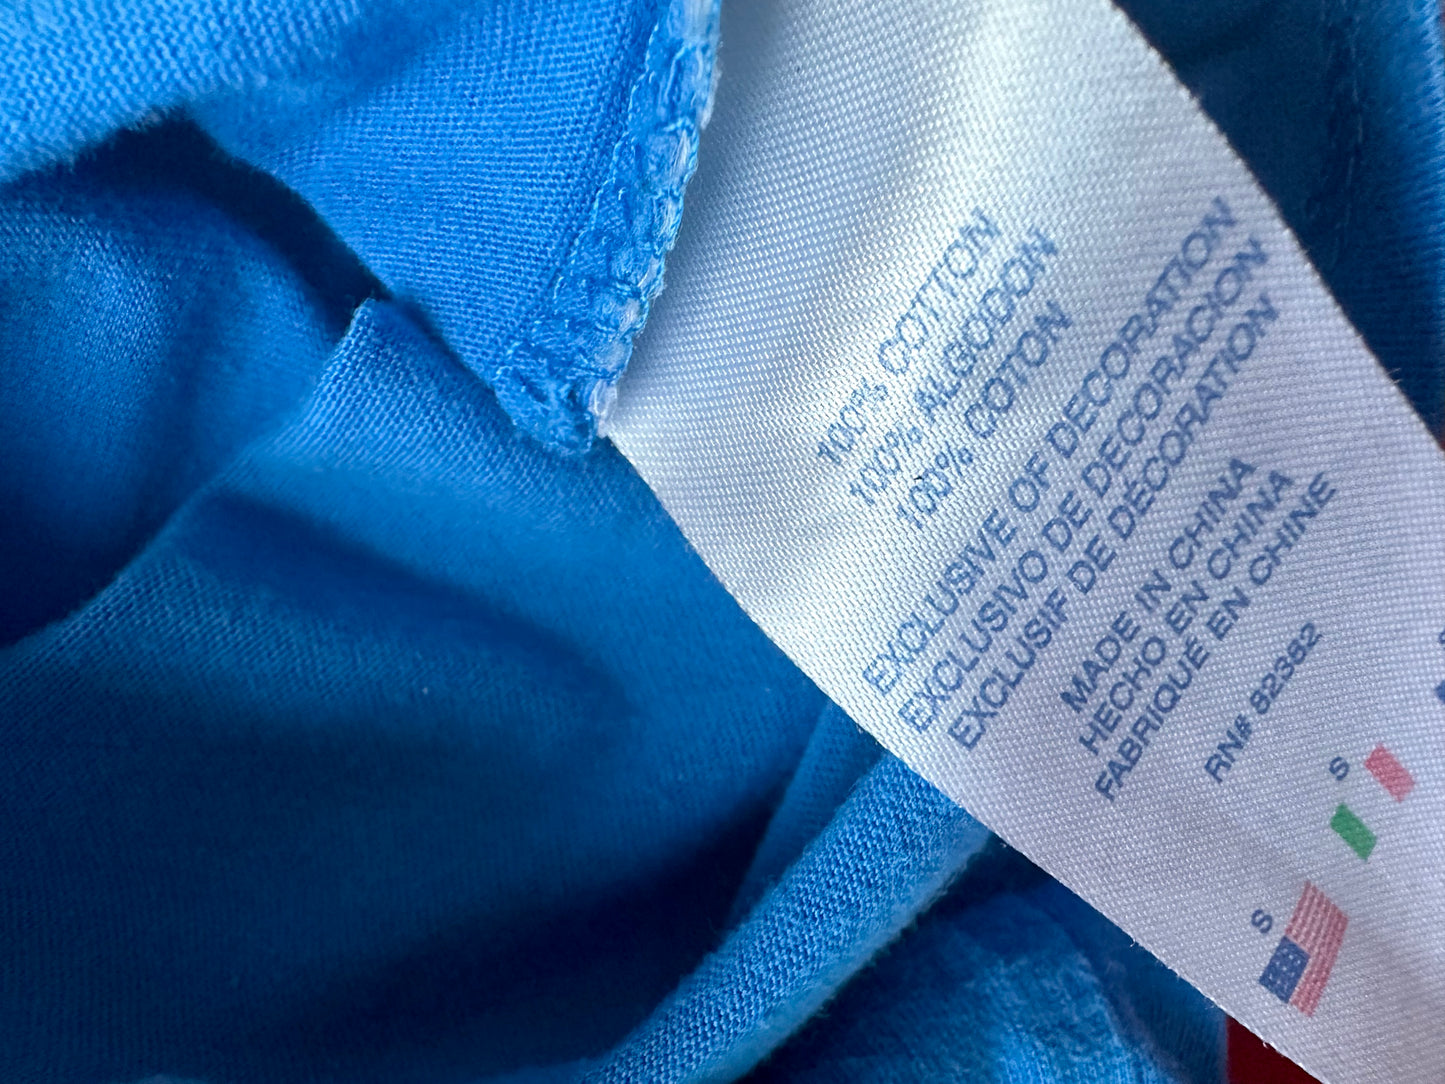 100% COTTON
100% ALGODON
100% COTON
EXCLUSIVE OF DECORATION
EXCLUSIVO DE DECORACION
EXCLUSIF DE DÉCORATION
MADE IN CHINA
HECHO EN CHINA
FABRIQUÉ EN CHINE
RN# 82382
S
S